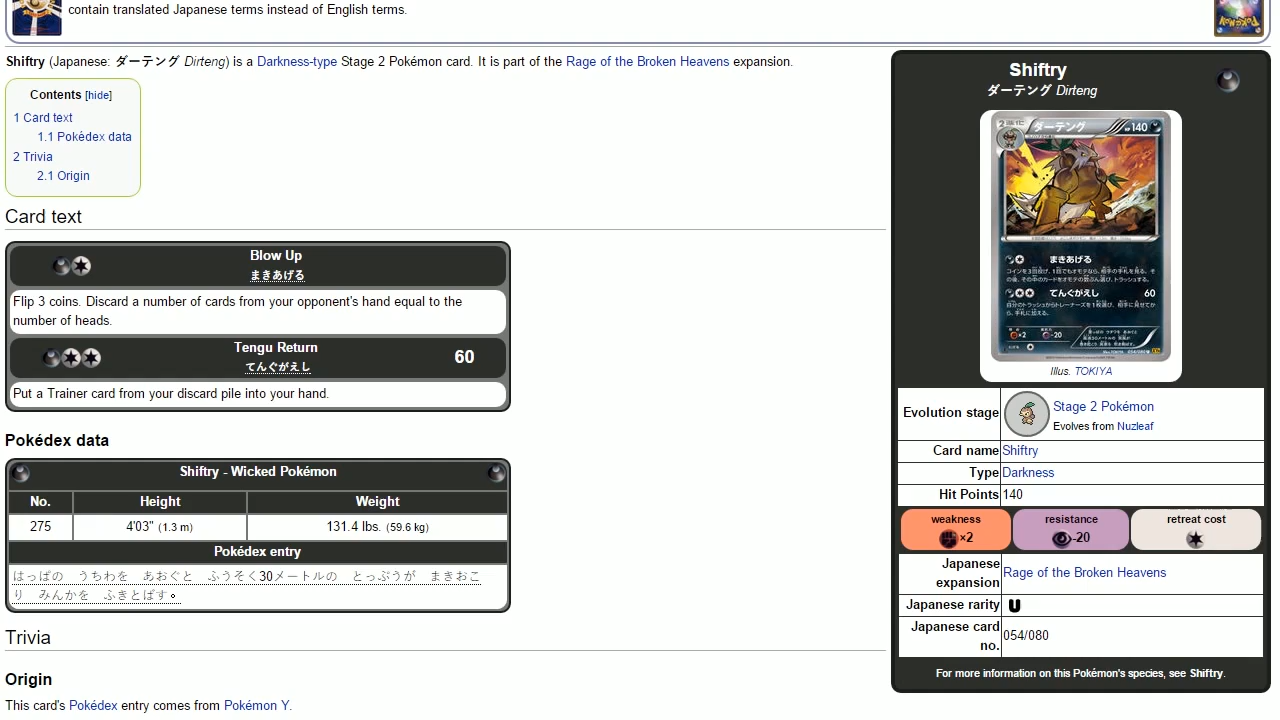 contain translated Japanese terms instead of English terms.
Shiftry (Japanese: ダーテング Dirteng) is a Darkness-type Stage 2 Pokémon card. It is part of the Rage of the Broken Heavens expansion.
Contents [hide]
1 Card text
1.1 Pokédex data
2 Trivia
2.1 Origin
Card text
Blow Up
まきあげる
Flip 3 coins. Discard a number of cards from your opponent's hand equal to the
number of heads.
Tengu Return 60
てんぐがえし
Put a Trainer card from your discard pile into your hand.
Pokédex data
Shiftry - Wicked Pokémon
No. Height Weight
275 4'03" (1.3 m) 131.4 lbs. (59.6 kg)
Pokédex entry
はっぱの　うちわを　あおぐと　ふうそく30メートルの　とっぷうが　まきおこ
り　みんかを　ふきとばす。
Trivia
Origin
This card's Pokédex entry comes from Pokémon Y.
Shiftry
ダーテング Dirteng
ダーテング HP140
まきあげる
てんぐがえし 60
×2 -20
054/080
Illus. TOKIYA
Evolution stage Stage 2 Pokémon
Evolves from Nuzleaf
Card name Shiftry
Type Darkness
Hit Points 140
weakness resistance retreat cost
×2 -20
Japanese
expansion Rage of the Broken Heavens
Japanese rarity U
Japanese card
no. 054/080
For more information on this Pokémon's species, see Shiftry.